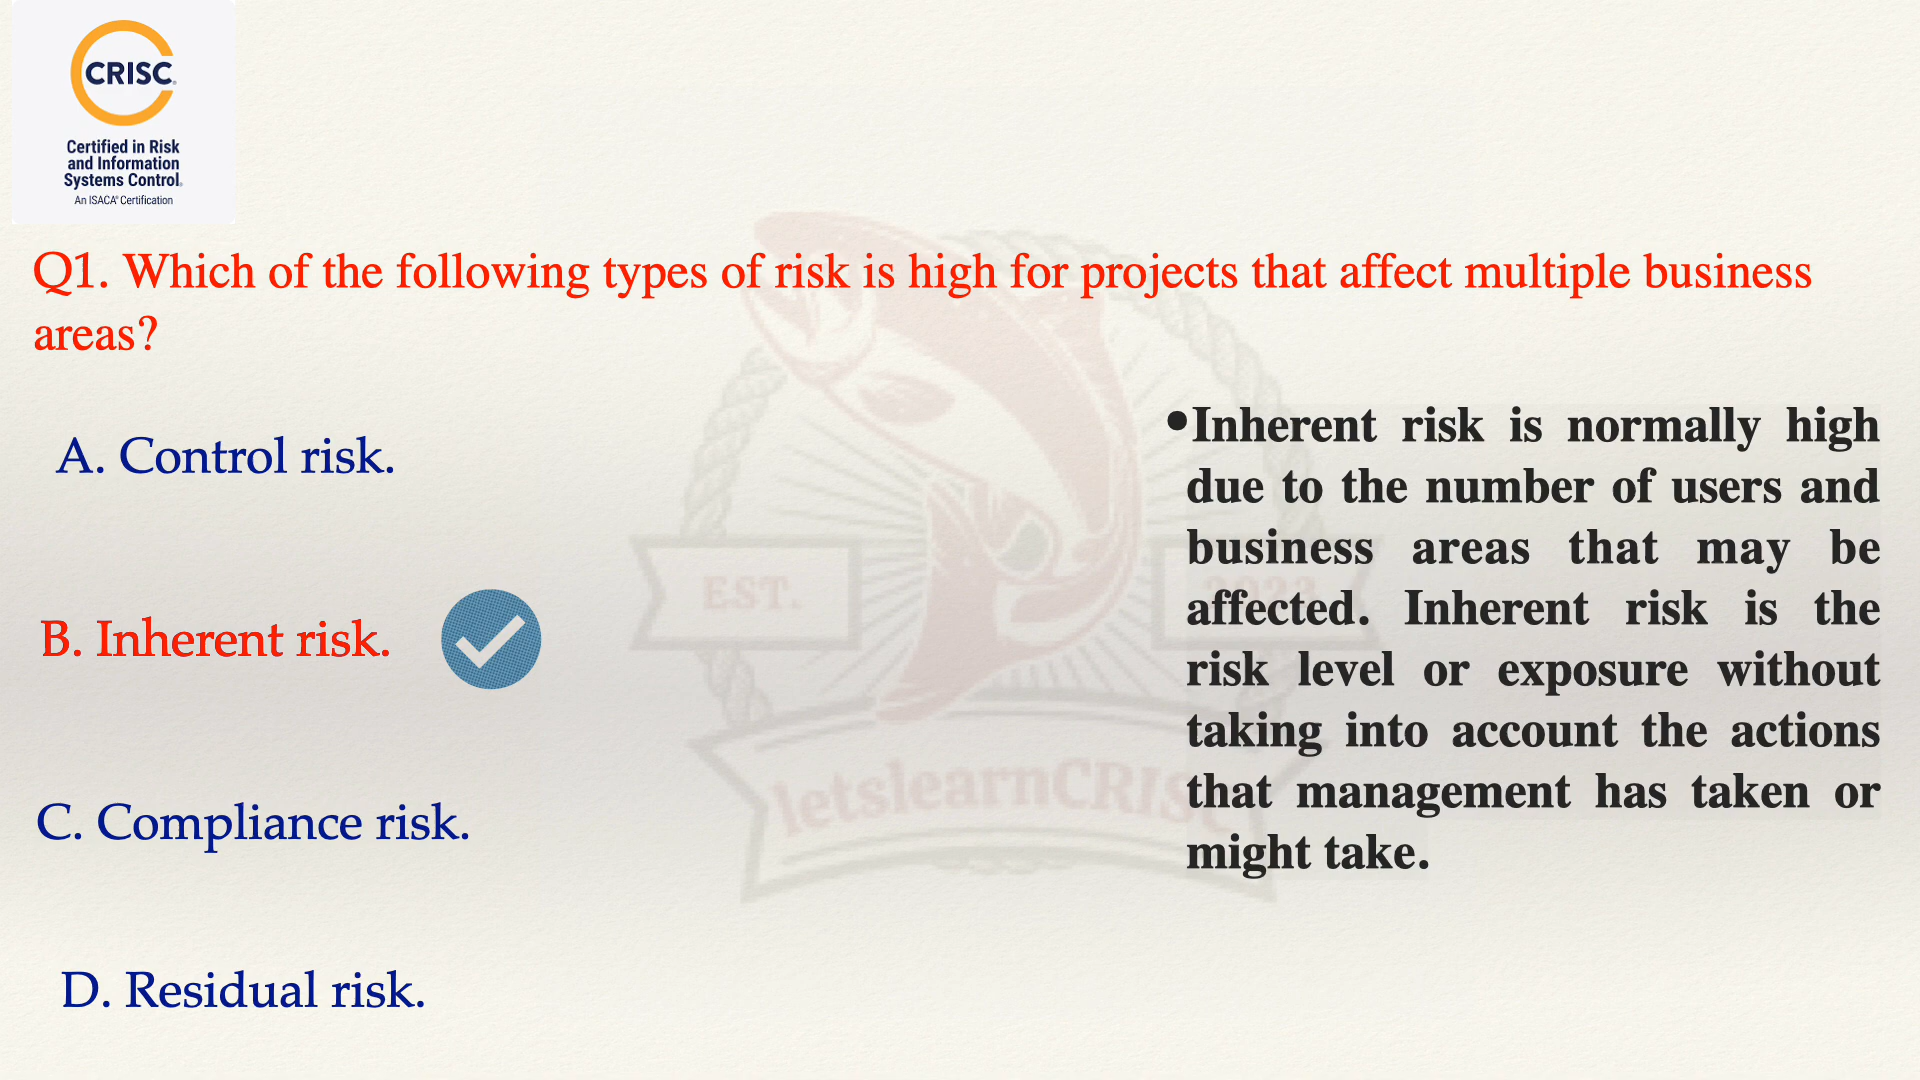 CRISC
Certified in Risk
and Information
Systems Control®
An ISACA® Certification
Q1. Which of the following types of risk is high for projects that affect multiple business
areas?
A. Control risk.
B. Inherent risk.
C. Compliance risk.
D. Residual risk.
•Inherent risk is normally high
due to the number of users and
business areas that may be
affected. Inherent risk is the
risk level or exposure without
taking into account the actions
that management has taken or
might take.
EST. 2023
letslearnCRISC